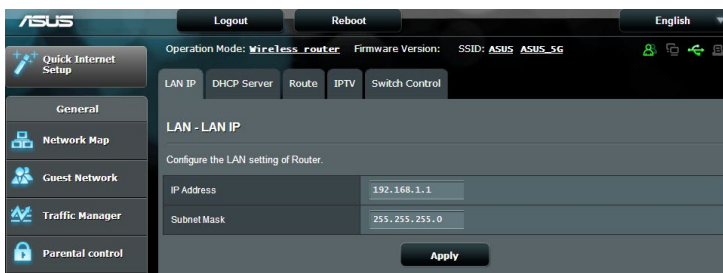 ASUS
Logout
Reboot
English
Quick Internet Setup
Operation Mode: Wireless router Firmware Version: SSID: ASUS ASUS_5G
LAN IP
DHCP Server
Route
IPTV
Switch Control
General
Network Map
Guest Network
Traffic Manager
Parental control
LAN - LAN IP
Configure the LAN setting of Router.
IP Address 192.168.1.1
Subnet Mask 255.255.255.0
Apply